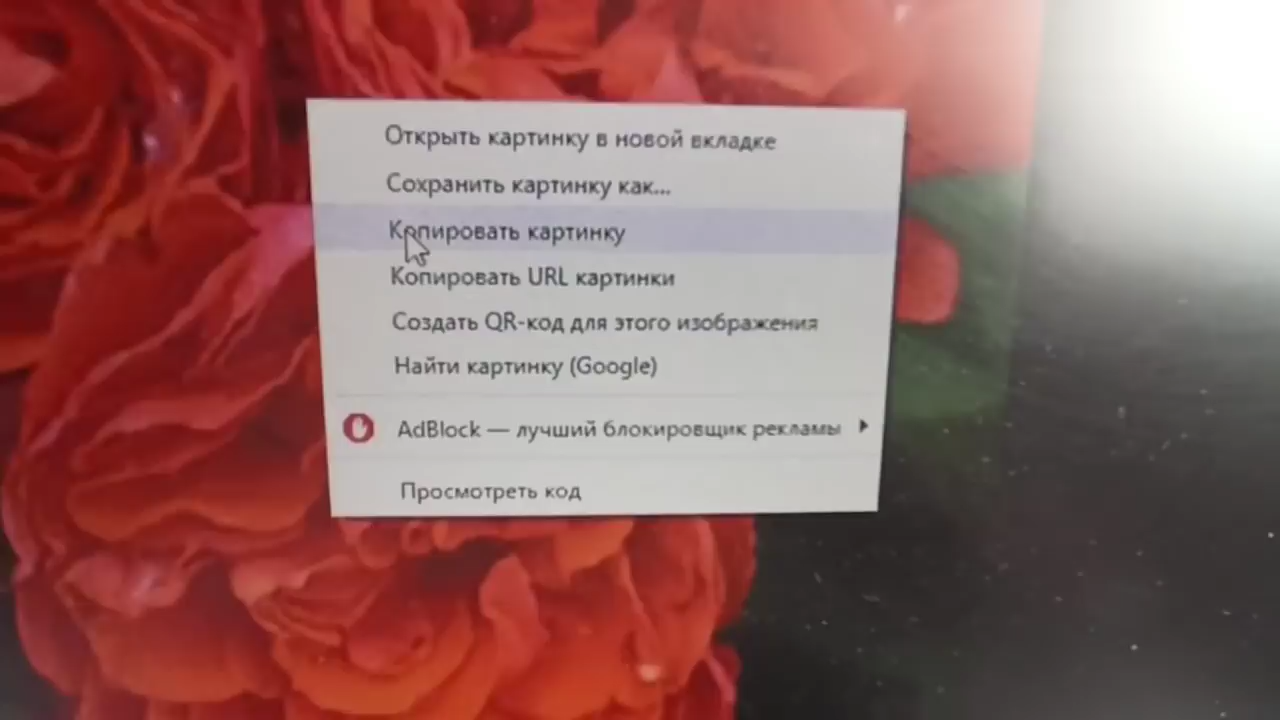 Открыть картинку в новой вкладке
Сохранить картинку как...
Копировать картинку
Копировать URL картинки
Создать QR-код для этого изображения
Найти картинку (Google)
AdBlock — лучший блокировщик рекламы
Просмотреть код